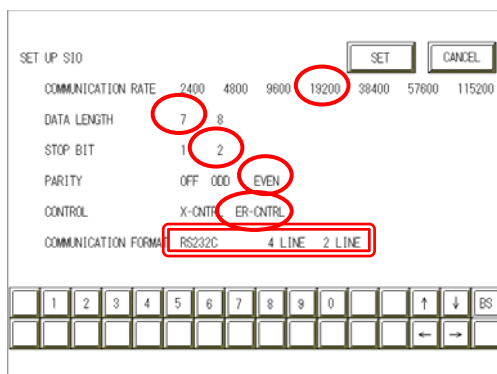 SET UP SIO SET CANCEL
COMMUNICATION RATE 2400 4800 9600 19200 38400 57600 115200
DATA LENGTH 7 8
STOP BIT 1 2
PARITY OFF ODD EVEN
CONTROL X-CNTRL ER-CNTRL
COMMUNICATION FORMAT RS232C 4 LINE 2 LINE
1 2 3 4 5 6 7 8 9 0 ↑ ↓ BS
← →